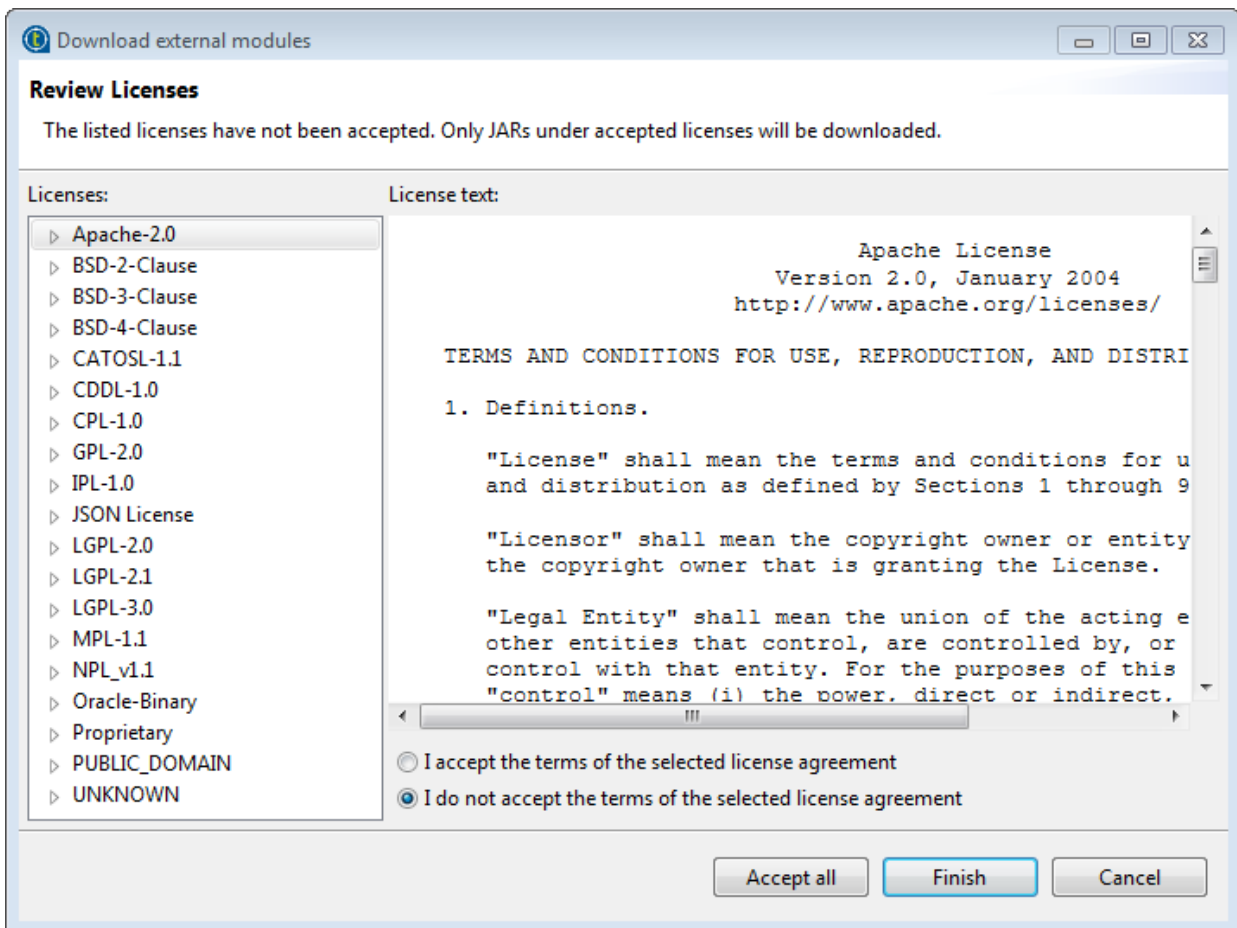 Download external modules
Review Licenses
The listed licenses have not been accepted. Only JARs under accepted licenses will be downloaded.
Licenses:
Apache-2.0
BSD-2-Clause
BSD-3-Clause
BSD-4-Clause
CATOSL-1.1
CDDL-1.0
CPL-1.0
GPL-2.0
IPL-1.0
JSON License
LGPL-2.0
LGPL-2.1
LGPL-3.0
MPL-1.1
NPL_v1.1
Oracle-Binary
Proprietary
PUBLIC_DOMAIN
UNKNOWN
License text:
Apache License
Version 2.0, January 2004
http://www.apache.org/licenses/
TERMS AND CONDITIONS FOR USE, REPRODUCTION, AND DISTRI
1. Definitions.
"License" shall mean the terms and conditions for u
and distribution as defined by Sections 1 through 9
"Licensor" shall mean the copyright owner or entity
the copyright owner that is granting the License.
"Legal Entity" shall mean the union of the acting e
other entities that control, are controlled by, or
control with that entity. For the purposes of this
"control" means (i) the power, direct or indirect,
I accept the terms of the selected license agreement
I do not accept the terms of the selected license agreement
Accept all
Finish
Cancel